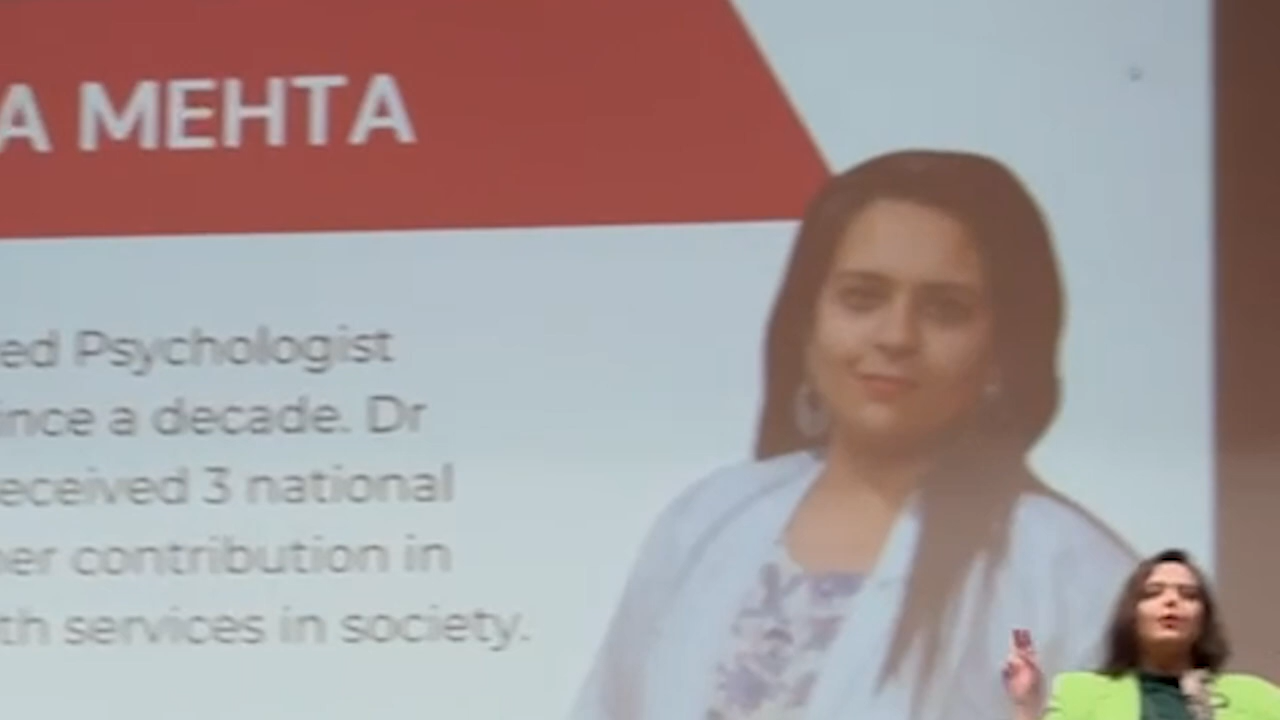 A MEHTA
ed Psychologist
ince a decade. Dr
eceived 3 national
her contribution in
th services in society.